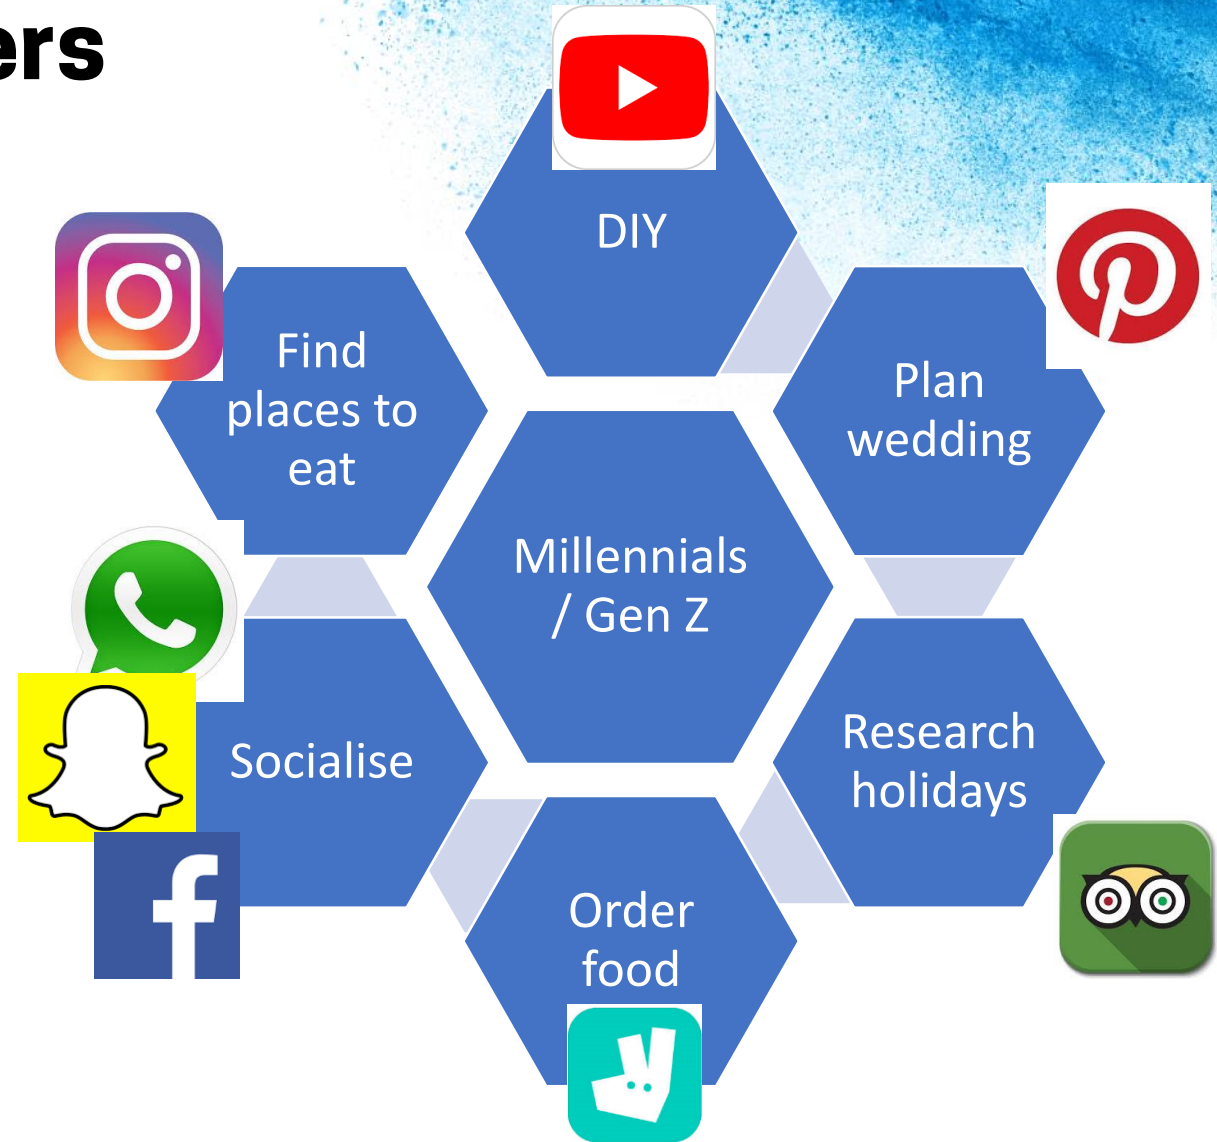 ers
DIY
Plan
wedding
Research
holidays
Order
food
Socialise
Find
places to
eat
Millennials
/ Gen Z